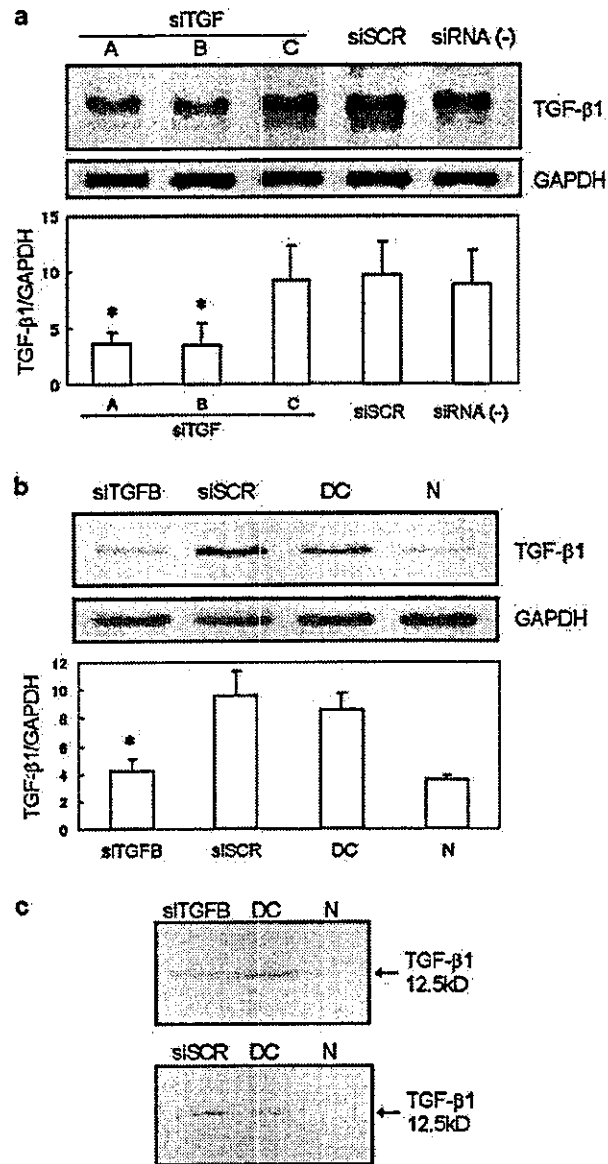 a
siTGF siSCR siRNA (-)
A B C
TGF-β1
GAPDH
TGF-β1/GAPDH
15
10
5
0
* *
A B C siSCR siRNA (-)
siTGF
b
siTGFB siSCR DC N
TGF-β1
GAPDH
TGF-β1/GAPDH
12
10
8
6
4
2
0
*
siTGFB siSCR DC N
c
siTGFB DC N
TGF-β1
12.5kD
siSCR DC N
TGF-β1
12.5kD